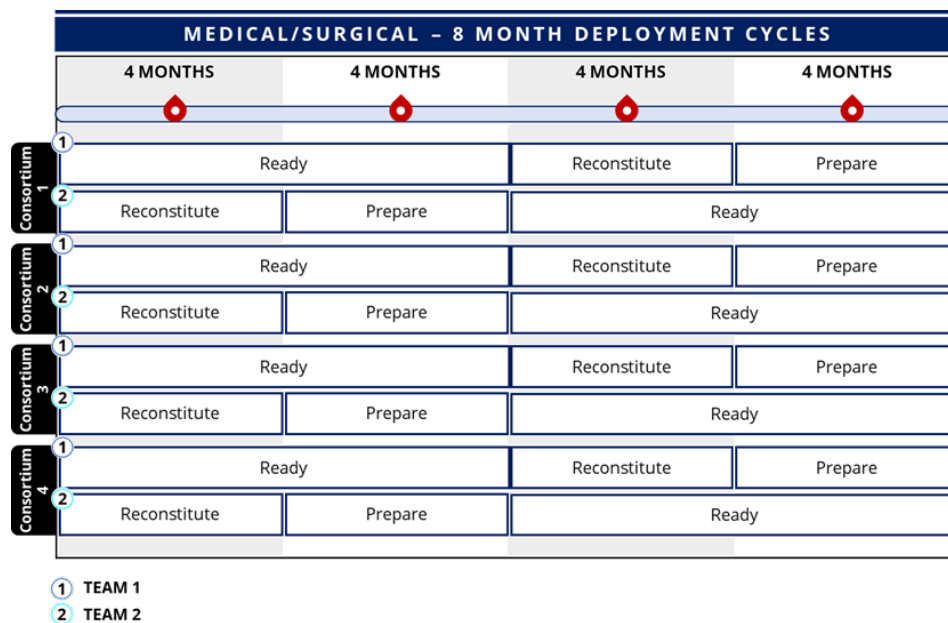 MEDICAL/SURGICAL – 8 MONTH DEPLOYMENT CYCLES
4 MONTHS 4 MONTHS 4 MONTHS 4 MONTHS
Consortium 1
1 Ready Reconstitute Prepare
2 Reconstitute Prepare Ready
Consortium 2
1 Ready Reconstitute Prepare
2 Reconstitute Prepare Ready
Consortium 3
1 Ready Reconstitute Prepare
2 Reconstitute Prepare Ready
Consortium 4
1 Ready Reconstitute Prepare
2 Reconstitute Prepare Ready
1 TEAM 1
2 TEAM 2